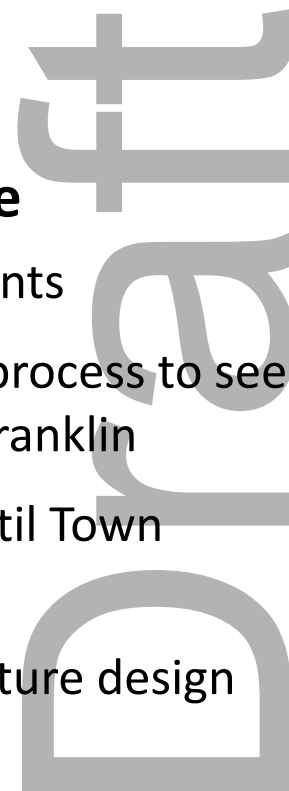 e
nts
process to see
ranklin
til Town
ture design
Draft